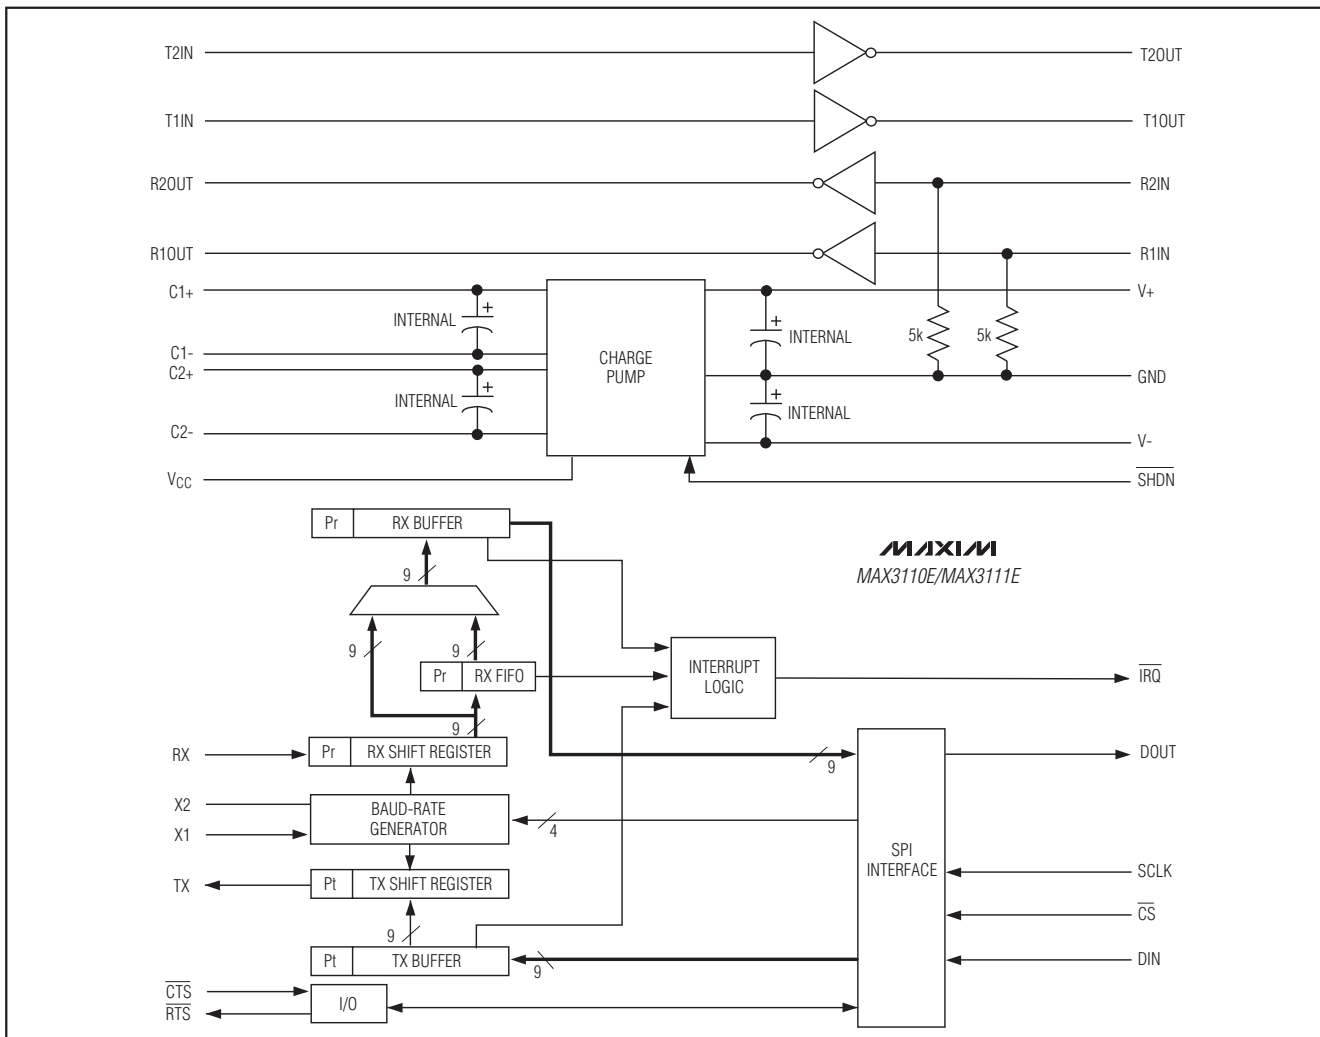 T2IN
T2OUT
T1IN
T1OUT
R2OUT
R2IN
R1OUT
R1IN
C1+
V+
INTERNAL
+
+
INTERNAL
5k
5k
C1-
C2+
CHARGE
PUMP
GND
INTERNAL
+
+
INTERNAL
C2-
V-
VCC
SHDN
Pr
RX BUFFER
MAXIM
MAX3110E/MAX3111E
9
9
9
Pr
RX FIFO
INTERRUPT
LOGIC
IRQ
9
RX
Pr
RX SHIFT REGISTER
9
DOUT
X2
X1
BAUD-RATE
GENERATOR
4
SPI
INTERFACE
TX
Pt
TX SHIFT REGISTER
SCLK
CS
9
Pt
TX BUFFER
9
DIN
CTS
RTS
I/O